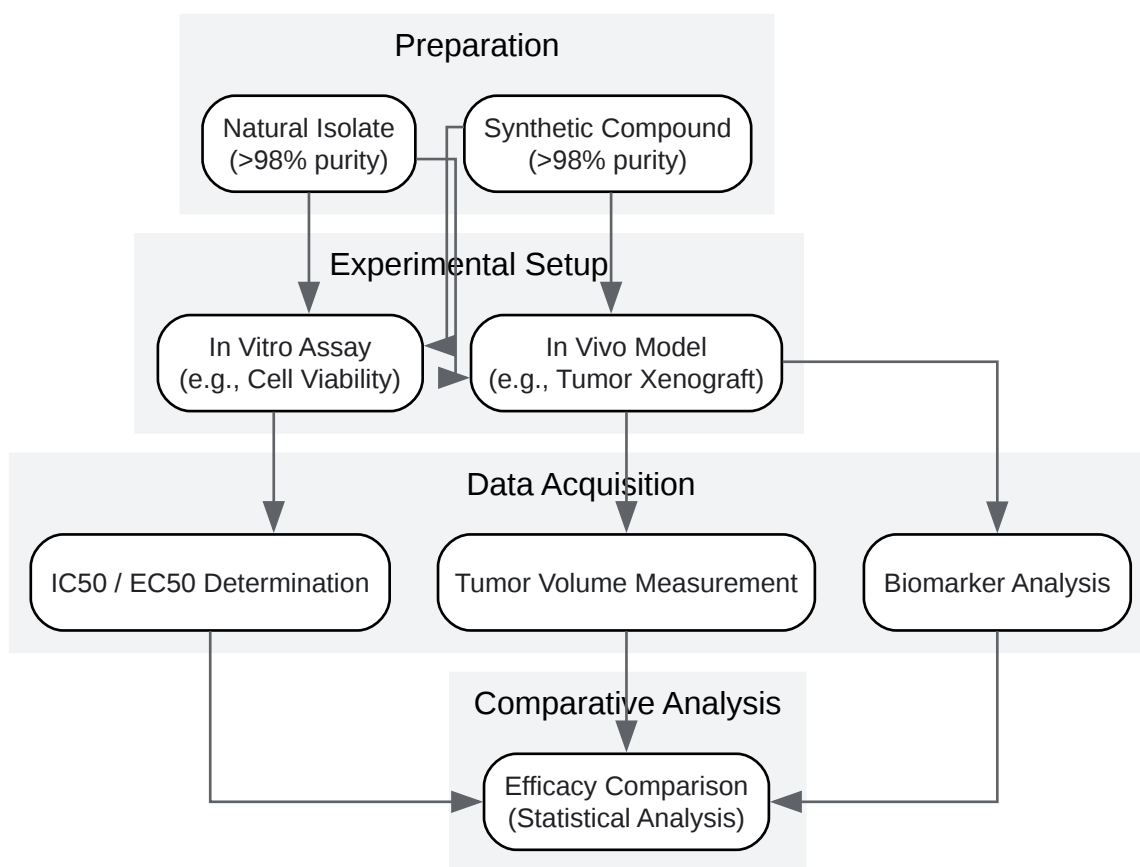 Preparation
Natural Isolate
(>98% purity)
Synthetic Compound
(>98% purity)
Experimental Setup
In Vitro Assay
(e.g., Cell Viability)
In Vivo Model
(e.g., Tumor Xenograft)
Data Acquisition
IC50 / EC50 Determination
Tumor Volume Measurement
Biomarker Analysis
Comparative Analysis
Efficacy Comparison
(Statistical Analysis)